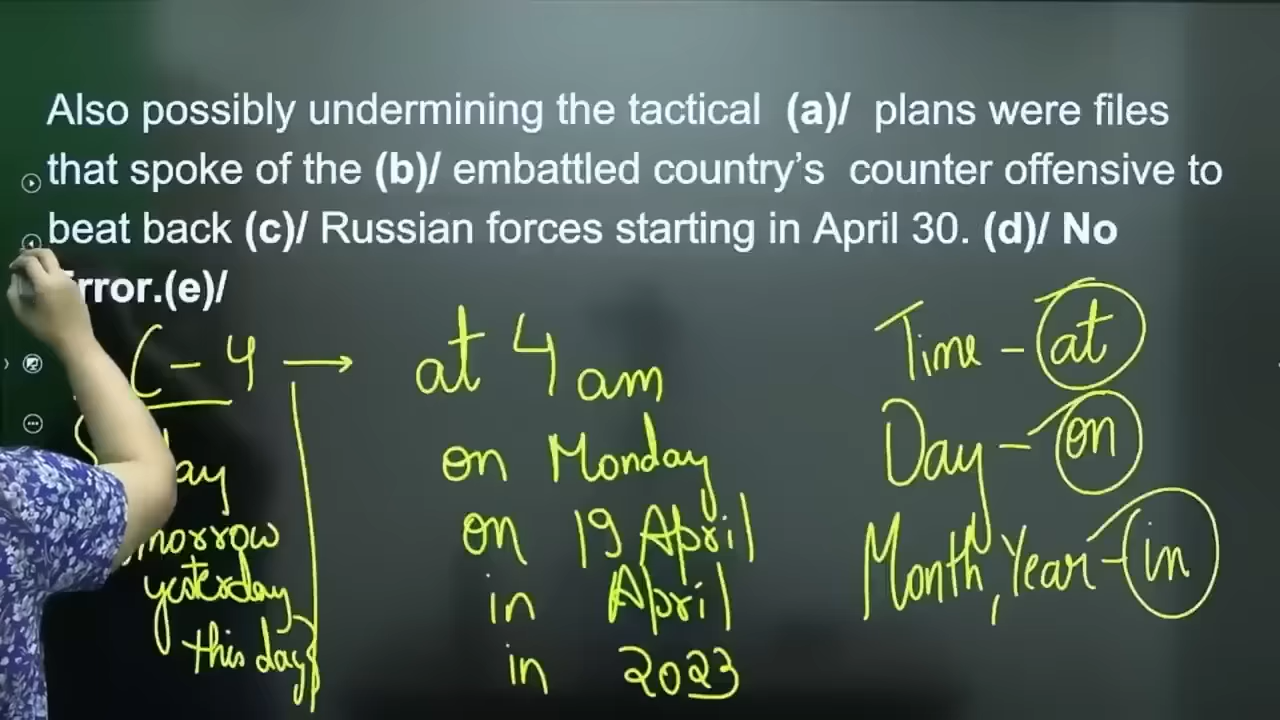 Also possibly undermining the tactical (a)/ plans were files
that spoke of the (b)/ embattled country's counter offensive to
beat back (c)/ Russian forces starting in April 30. (d)/ No
rror.(e)/
C - 4 → at 4 am
Time - at
on Monday
Day - on
day
on 19 April
morrow
in April
Month, Year - in
yesterday
this day
in 2023